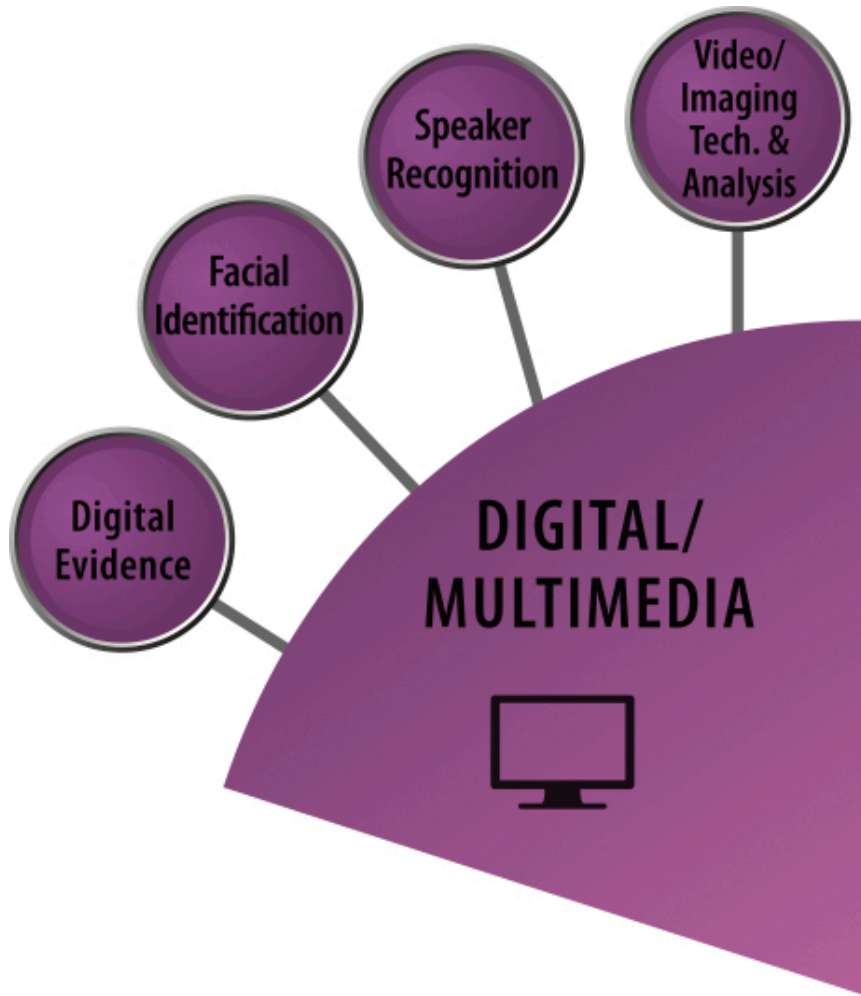 Video/
Imaging
Tech. &
Analysis
Speaker
Recognition
Facial
Identification
Digital
Evidence
DIGITAL/
MULTIMEDIA